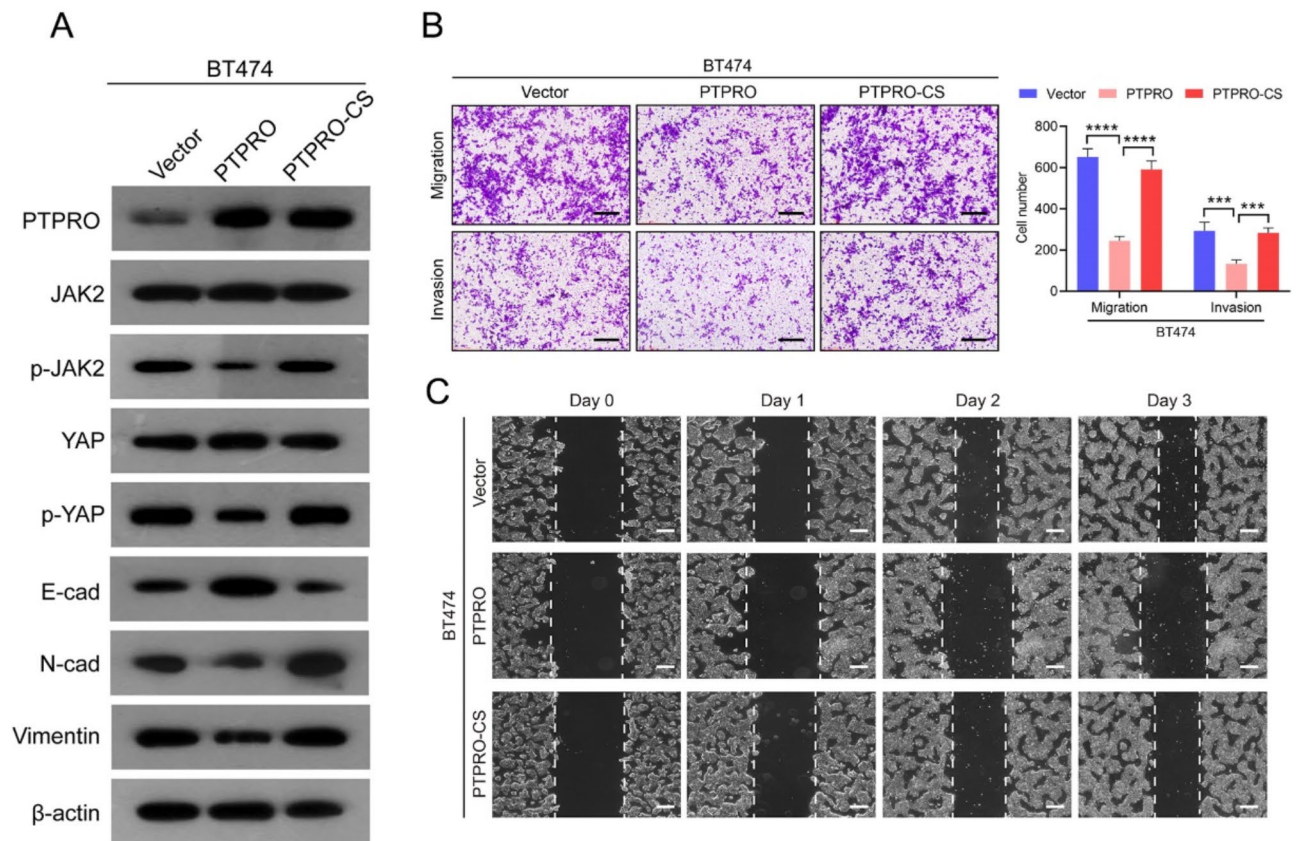 A
BT474
Vector
PTPRO
PTPRO-CS
PTPRO
JAK2
p-JAK2
YAP
p-YAP
E-cad
N-cad
Vimentin
β-actin
B
BT474
Vector PTPRO PTPRO-CS
Migration
Invasion
Vector PTPRO PTPRO-CS
Cell number
800
600
400
200
0
**** ****
*** ***
Migration Invasion
BT474
C
Day 0 Day 1 Day 2 Day 3
BT474
Vector
PTPRO
PTPRO-CS